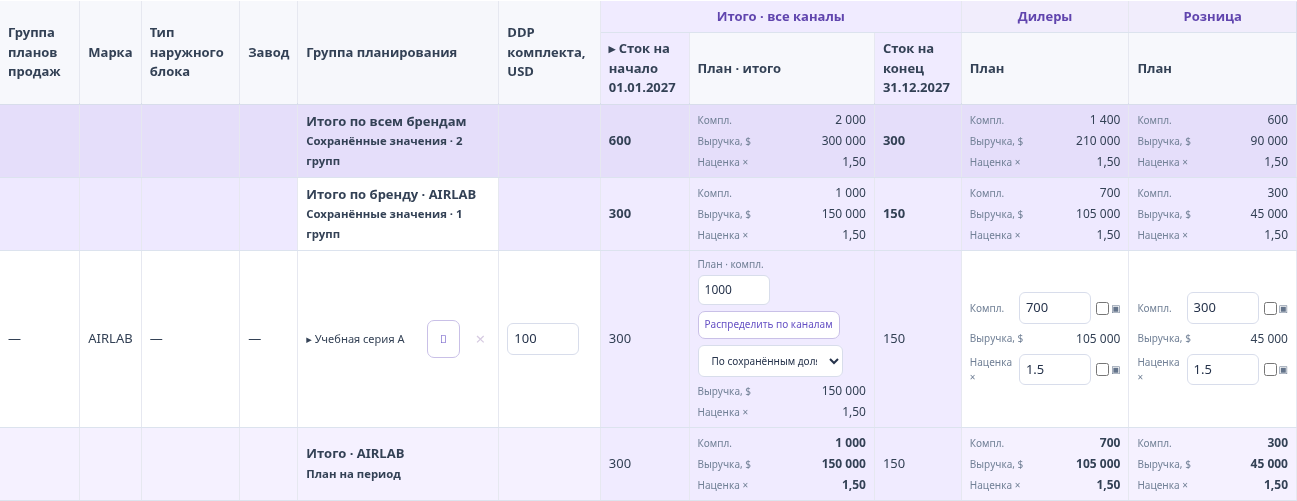 Итого · все каналы
Дилеры
Розница
Группа планов продаж
Марка
Тип наружного блока
Завод
Группа планирования
DDP комплекта, USD
▸ Сток на начало 01.01.2027
План · итого
Сток на конец 31.12.2027
План
План
Итого по всем брендам
Сохранённые значения · 2 групп
600
Компл. 2 000
Выручка, $ 300 000
Наценка × 1,50
300
Компл. 1 400
Выручка, $ 210 000
Наценка × 1,50
Компл. 600
Выручка, $ 90 000
Наценка × 1,50
Итого по бренду · AIRLAB
Сохранённые значения · 1 групп
300
Компл. 1 000
Выручка, $ 150 000
Наценка × 1,50
150
Компл. 700
Выручка, $ 105 000
Наценка × 1,50
Компл. 300
Выручка, $ 45 000
Наценка × 1,50
—
AIRLAB
—
—
▸ Учебная серия А
×
100
300
План · компл.
1000
Распределить по каналам
По сохранённым дол
Выручка, $ 150 000
Наценка × 1,50
150
Компл. 700
Выручка, $ 105 000
Наценка × 1.5
Компл. 300
Выручка, $ 45 000
Наценка × 1.5
Итого · AIRLAB
План на период
300
Компл. 1 000
Выручка, $ 150 000
Наценка × 1,50
150
Компл. 700
Выручка, $ 105 000
Наценка × 1,50
Компл. 300
Выручка, $ 45 000
Наценка × 1,50